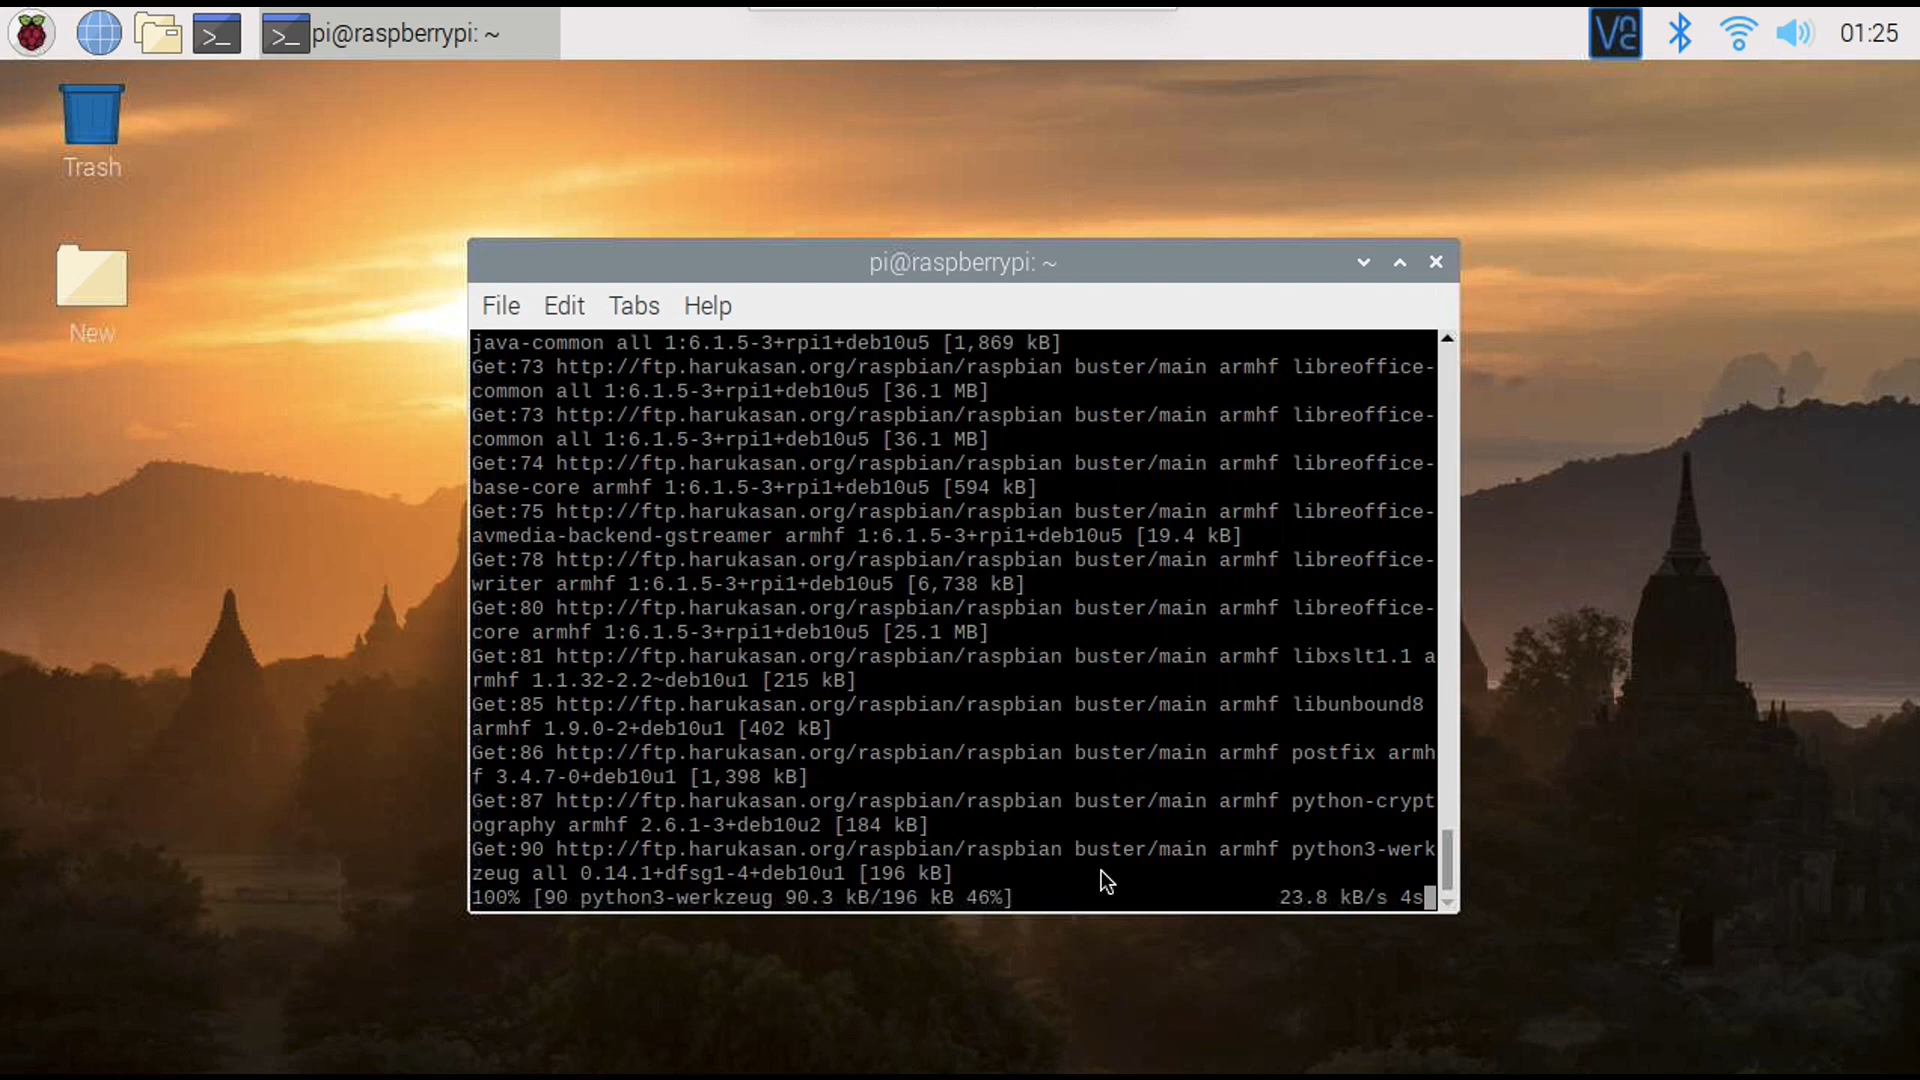 pi@raspberrypi: ~
01:25
Trash
New
pi@raspberrypi: ~
File Edit Tabs Help
java-common all 1:6.1.5-3+rpi1+deb10u5 [1,869 kB]
Get:73 http://ftp.harukasan.org/raspbian/raspbian buster/main armhf libreoffice-
common all 1:6.1.5-3+rpi1+deb10u5 [36.1 MB]
Get:73 http://ftp.harukasan.org/raspbian/raspbian buster/main armhf libreoffice-
common all 1:6.1.5-3+rpi1+deb10u5 [36.1 MB]
Get:74 http://ftp.harukasan.org/raspbian/raspbian buster/main armhf libreoffice-
base-core armhf 1:6.1.5-3+rpi1+deb10u5 [594 kB]
Get:75 http://ftp.harukasan.org/raspbian/raspbian buster/main armhf libreoffice-
avmedia-backend-gstreamer armhf 1:6.1.5-3+rpi1+deb10u5 [19.4 kB]
Get:78 http://ftp.harukasan.org/raspbian/raspbian buster/main armhf libreoffice-
writer armhf 1:6.1.5-3+rpi1+deb10u5 [6,738 kB]
Get:80 http://ftp.harukasan.org/raspbian/raspbian buster/main armhf libreoffice-
core armhf 1:6.1.5-3+rpi1+deb10u5 [25.1 MB]
Get:81 http://ftp.harukasan.org/raspbian/raspbian buster/main armhf libxslt1.1 a
rmhf 1.1.32-2.2~deb10u1 [215 kB]
Get:85 http://ftp.harukasan.org/raspbian/raspbian buster/main armhf libunbound8
armhf 1.9.0-2+deb10u1 [402 kB]
Get:86 http://ftp.harukasan.org/raspbian/raspbian buster/main armhf postfix armh
f 3.4.7-0+deb10u1 [1,398 kB]
Get:87 http://ftp.harukasan.org/raspbian/raspbian buster/main armhf python-crypt
ography armhf 2.6.1-3+deb10u2 [184 kB]
Get:90 http://ftp.harukasan.org/raspbian/raspbian buster/main armhf python3-werk
zeug all 0.14.1+dfsg1-4+deb10u1 [196 kB]
100% [90 python3-werkzeug 90.3 kB/196 kB 46%] 23.8 kB/s 4s